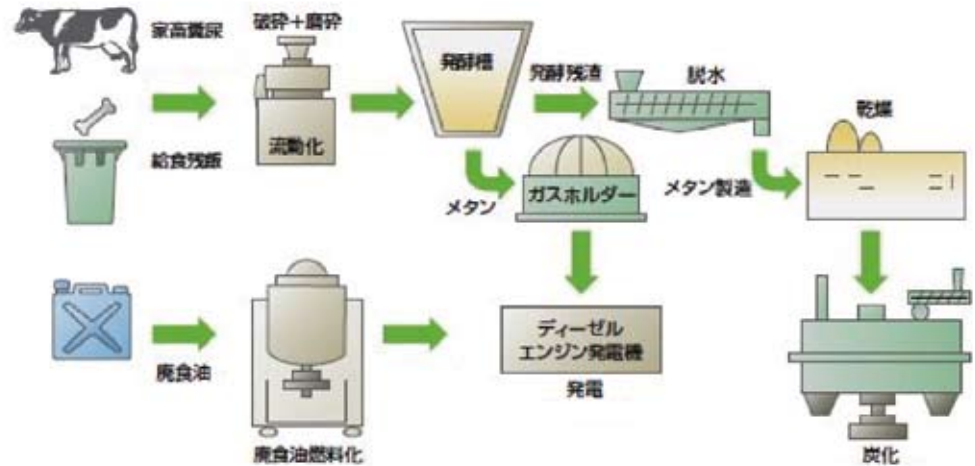 家畜糞尿
破砕+磨砕
流動化
給食残飯
発酵槽
発酵残渣
脱水
乾燥
メタン
ガスホルダー
メタン製造
廃食油
廃食油燃料化
ディーゼル
エンジン発電機
発電
炭化